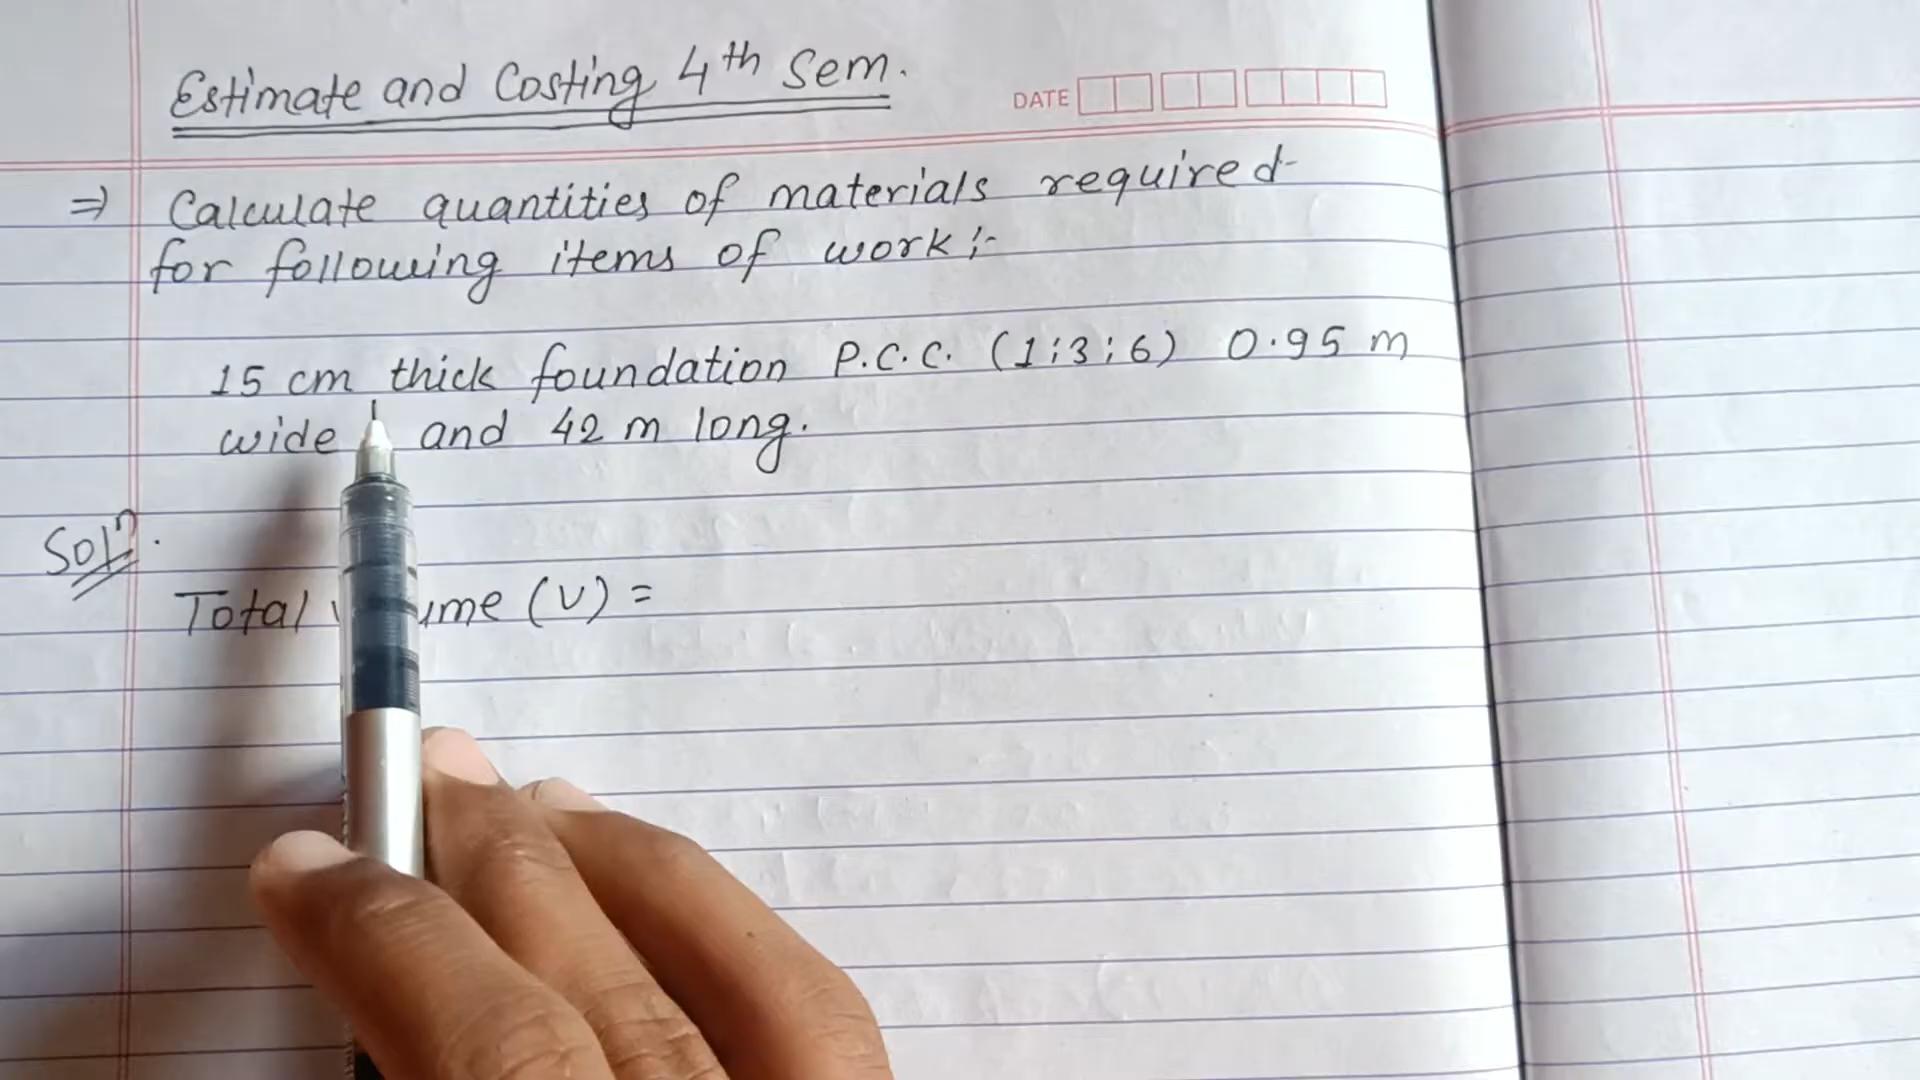 Estimate and Costing 4th Sem.
DATE
⇒ Calculate quantities of materials required
for following items of work:-
15 cm thick foundation P.C.C. (1:3:6) 0.95 m
wide and 42 m long.
Soln.
Total (V) =